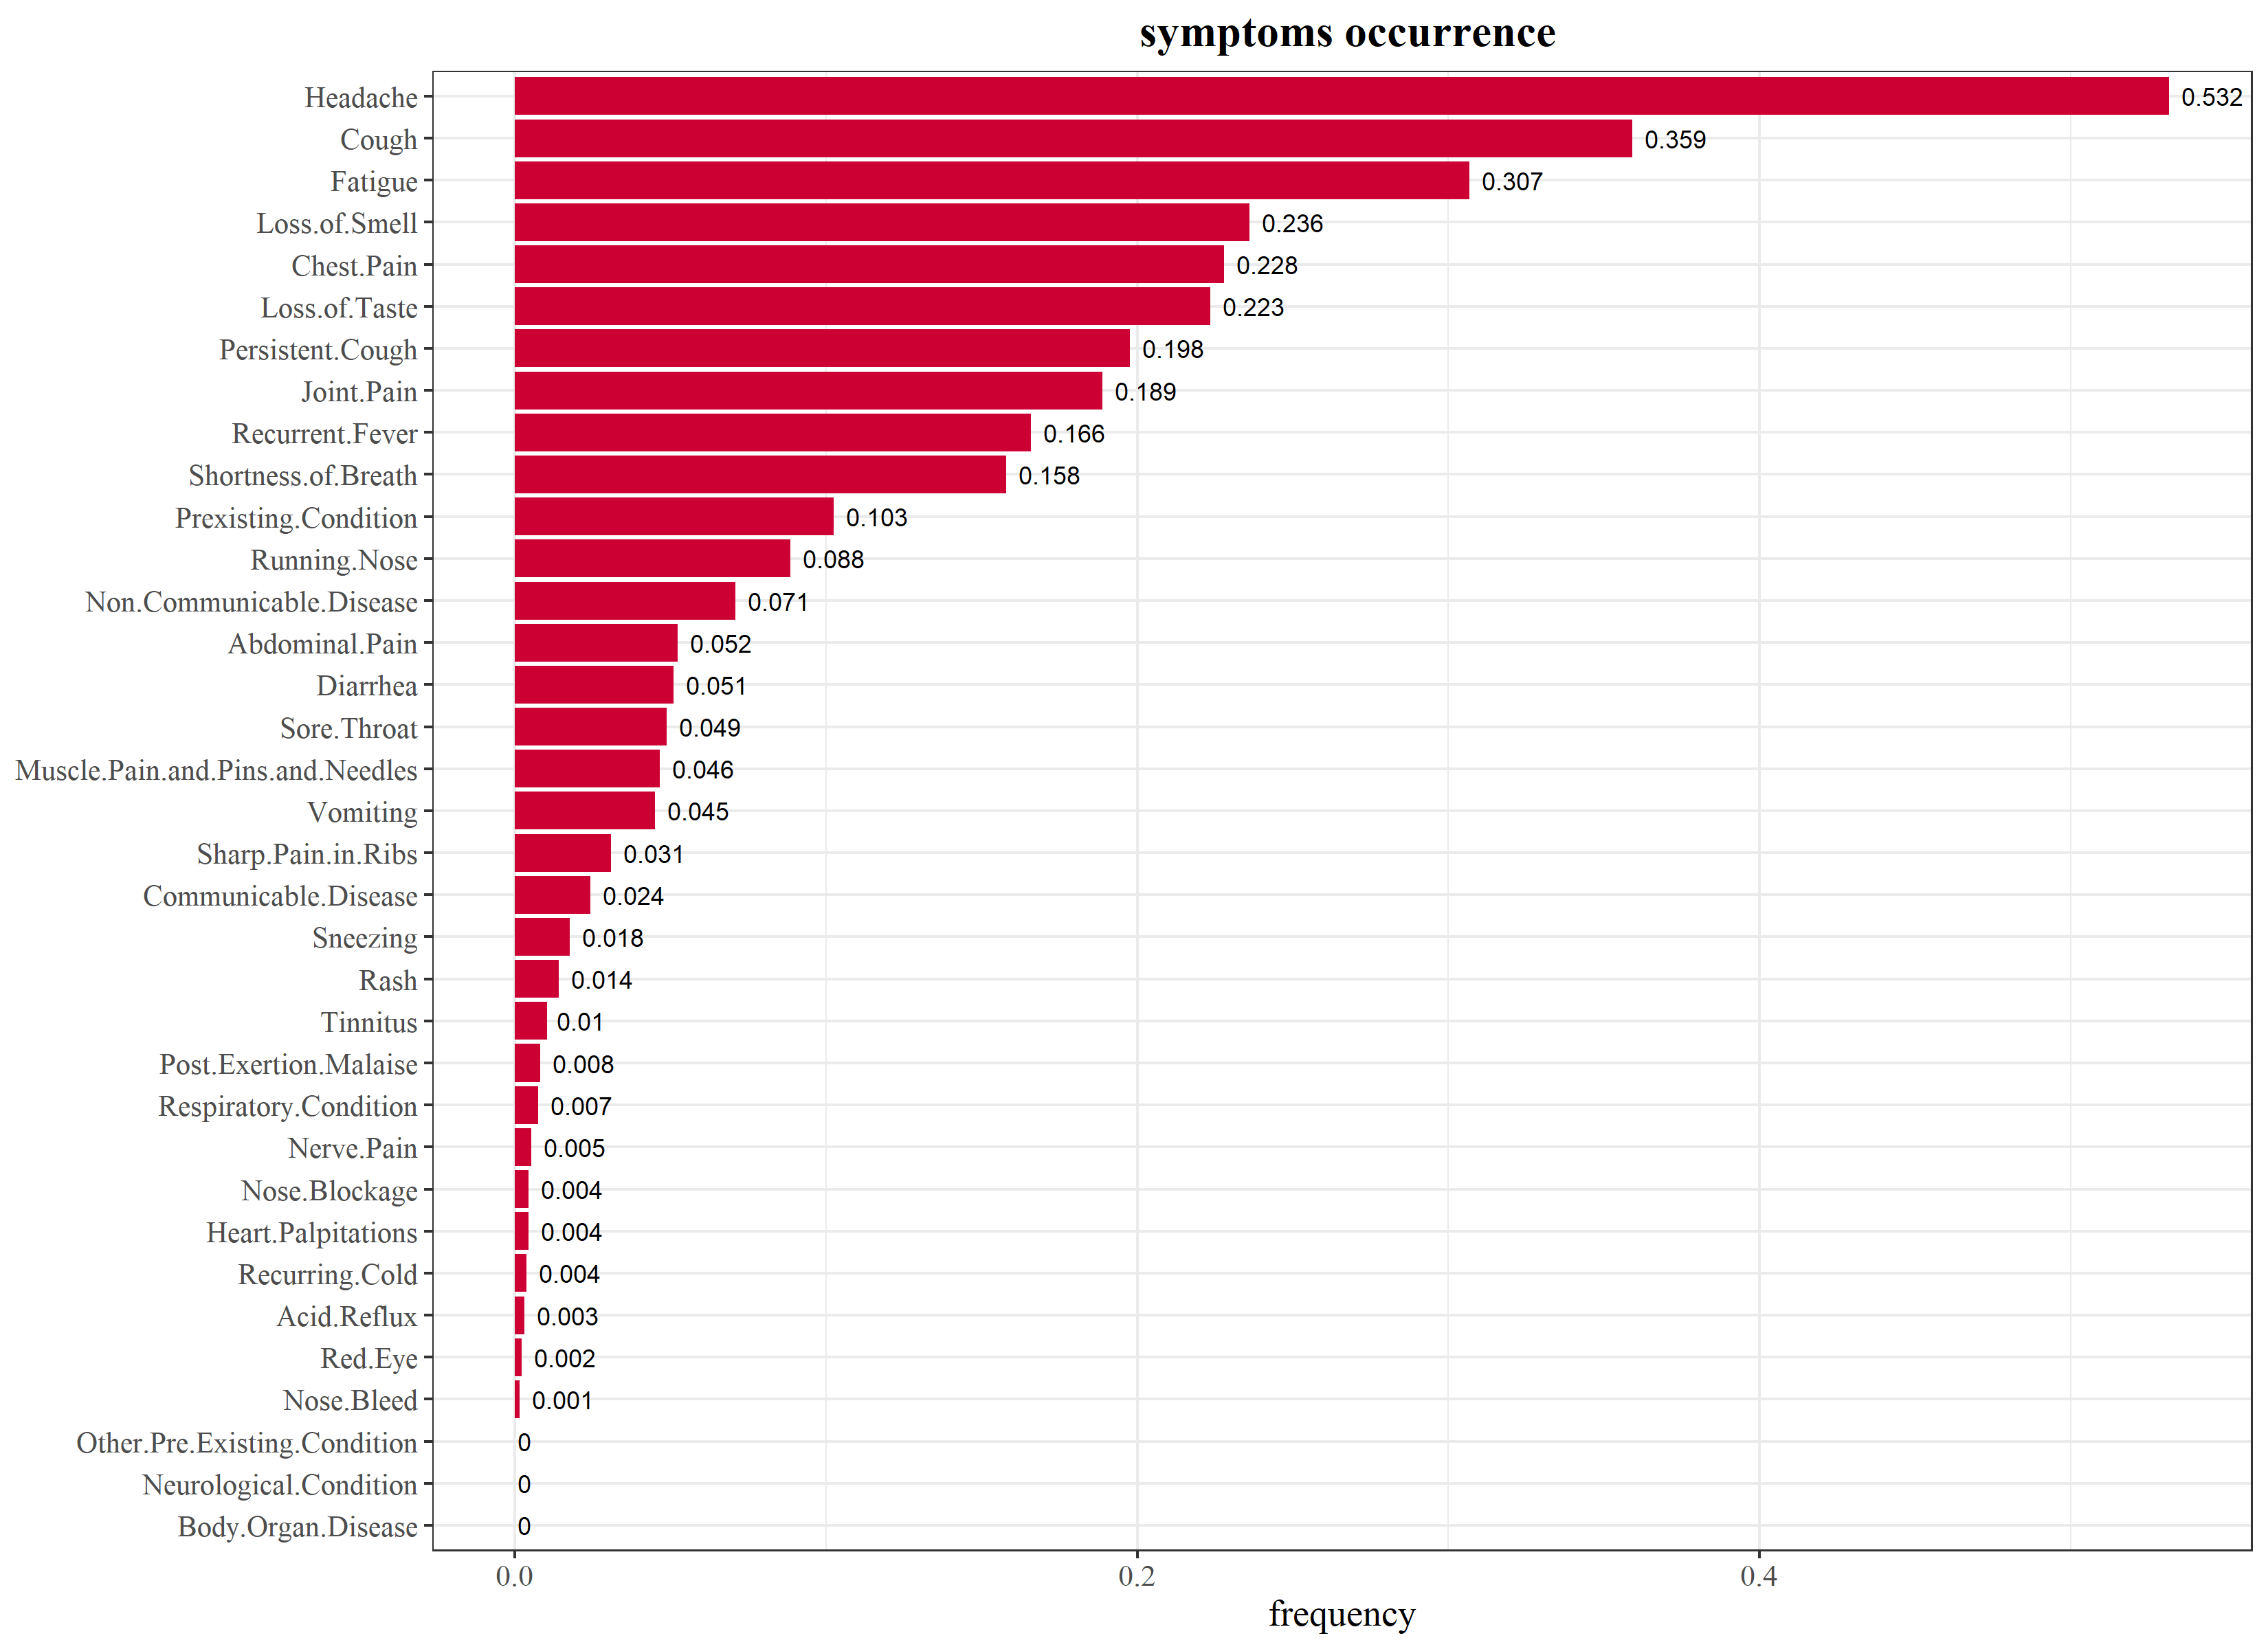 symptoms occurrence
Headache 0.532
Cough 0.359
Fatigue 0.307
Loss.of.Smell 0.236
Chest.Pain 0.228
Loss.of.Taste 0.223
Persistent.Cough 0.198
Joint.Pain 0.189
Recurrent.Fever 0.166
Shortness.of.Breath 0.158
Prexisting.Condition 0.103
Running.Nose 0.088
Non.Communicable.Disease 0.071
Abdominal.Pain 0.052
Diarrhea 0.051
Sore.Throat 0.049
Muscle.Pain.and.Pins.and.Needles 0.046
Vomiting 0.045
Sharp.Pain.in.Ribs 0.031
Communicable.Disease 0.024
Sneezing 0.018
Rash 0.014
Tinnitus 0.01
Post.Exertion.Malaise 0.008
Respiratory.Condition 0.007
Nerve.Pain 0.005
Nose.Blockage 0.004
Heart.Palpitations 0.004
Recurring.Cold 0.004
Acid.Reflux 0.003
Red.Eye 0.002
Nose.Bleed 0.001
Other.Pre.Existing.Condition 0
Neurological.Condition 0
Body.Organ.Disease 0
0.0 0.2 0.4
frequency